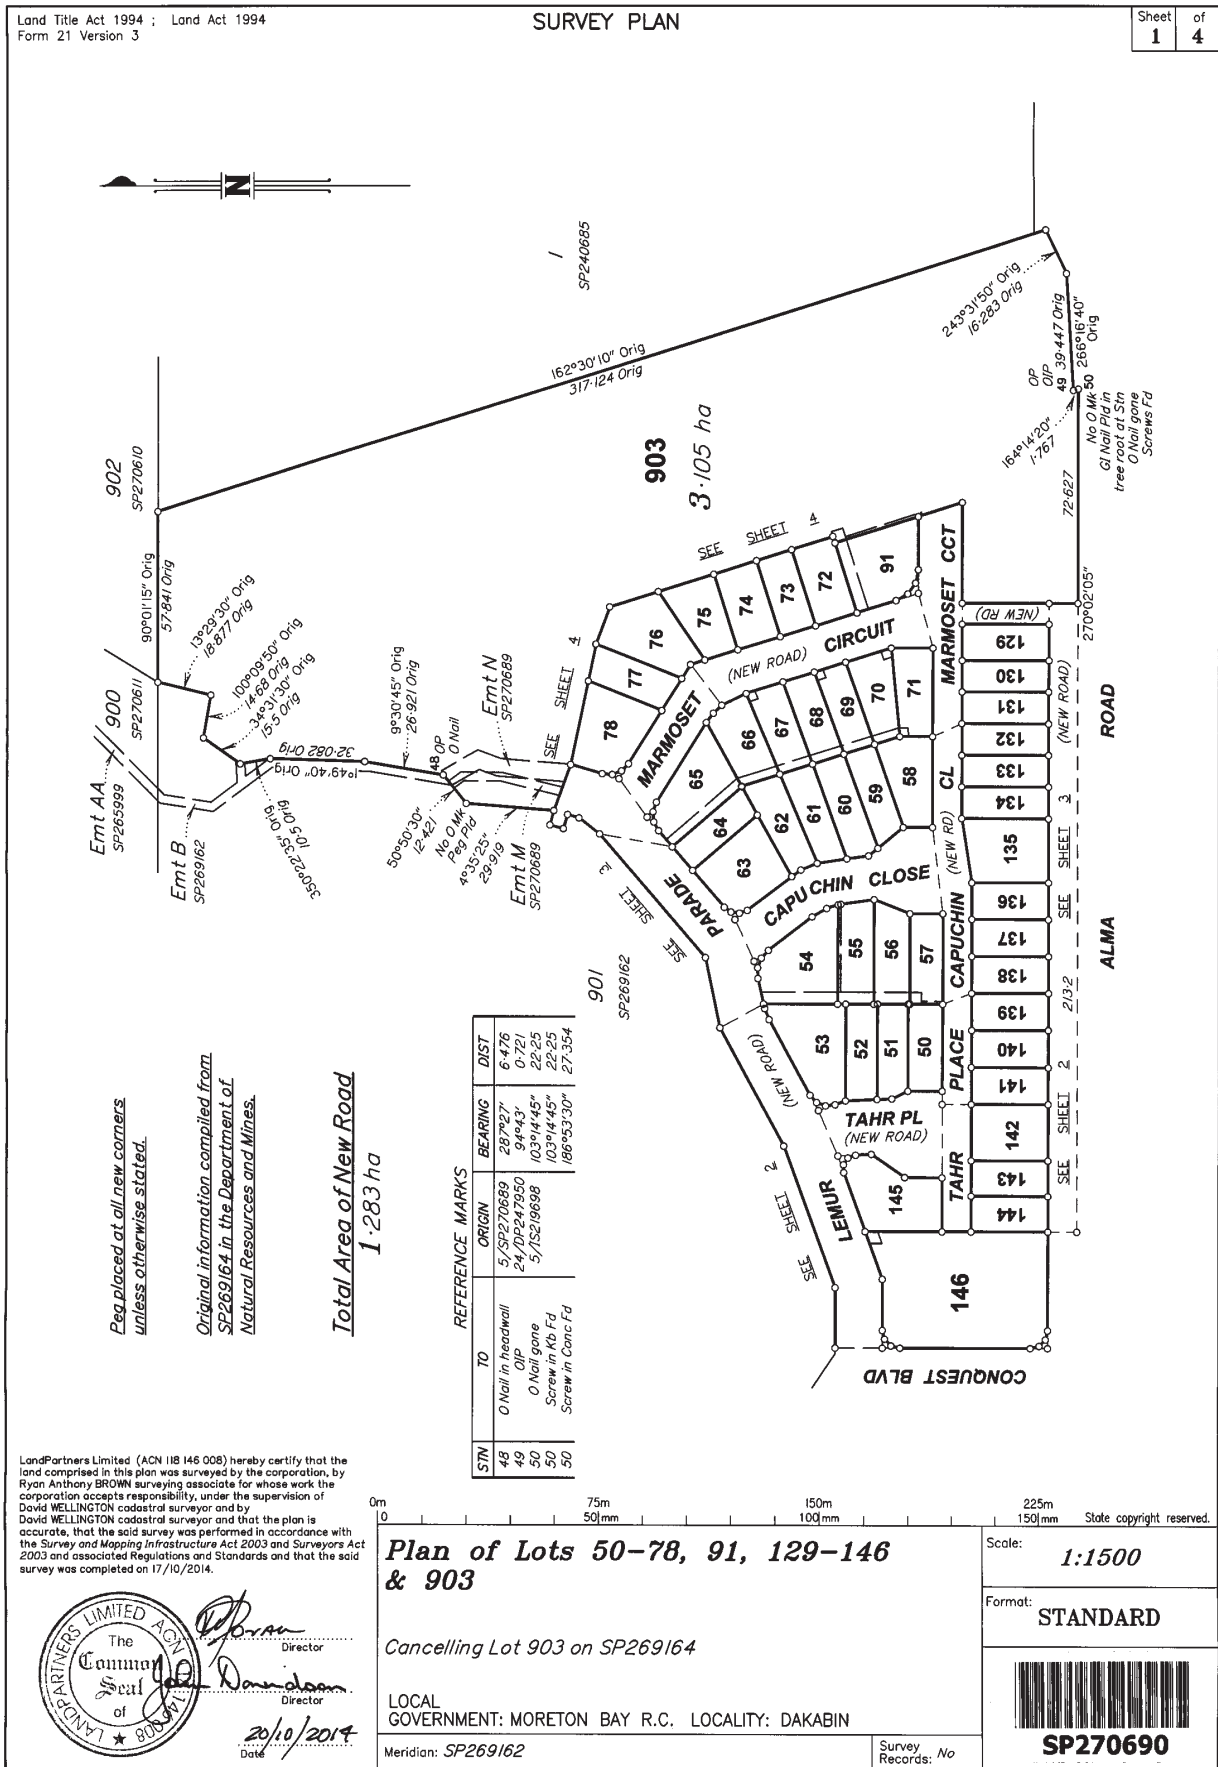 Land Title Act 1994 ; Land Act 1994
Form 21 Version 3
SURVEY PLAN
Sheet of
1 4
N
1
SP240685
243°31'50" Orig
16·283 Orig
162°30'10" Orig
317·124 Orig
OP
OIP
49 39·447 Orig
50 266°16'40"
Orig
No O Mk
GI Nail Pld in
tree root at Stn
O Nail gone
Screws Fd
164°14'20"
1·767
72·627
902
SP270610
903
3·105 ha
90°01'15" Orig
57·841 Orig
13°29'30" Orig
18·877 Orig
100°09'50" Orig
14·68 Orig
34°31'30" Orig
15·5 Orig
900
SP270611
Emt AA
SP265999
Emt B
SP269162
350°22'35" Orig
10·5 Orig
1°49'40" Orig
32·082 Orig
9°30'45" Orig
26·921 Orig
48 OP
O Nail
Emt N
SP270689
50°50'30"
12·421
No O Mk
Peg Pld
4°35'25"
29·919
Emt M
SP270689
SEE SHEET 4
SEE SHEET 4
78
77
76
75
74
73
72
91
MARMOSET
(NEW ROAD)
CIRCUIT
MARMOSET CCT
(NEW RD)
270°02'05"
65
66
67
68
69
70
71
64
63
62
61
60
59
58
129
130
131
132
133
134
135
136
137
138
139
140
141
142
143
144
(NEW ROAD)
ALMA ROAD
SEE SHEET 3
213·2
SEE SHEET 2
PARADE
CAPUCHIN CLOSE
CAPUCHIN CL
(NEW RD)
SEE SHEET 3
901
SP269162
54
55
56
57
53
52
51
50
(NEW ROAD)
TAHR PL
(NEW ROAD)
TAHR PLACE
LEMUR
SEE SHEET 2
145
146
CONQUEST BLVD
Peg placed at all new corners
unless otherwise stated.
Original information compiled from
SP269164 in the Department of
Natural Resources and Mines.
Total Area of New Road
1·283 ha
REFERENCE MARKS
STN TO ORIGIN BEARING DIST
48 O Nail in headwall 5/SP270689 287°27' 6·476
49 OIP 24/DP247950 94°43' 0·721
50 O Nail gone 5/IS219698 103°14'45" 22·25
50 Screw in Kb Fd 103°14'45" 22·25
50 Screw in Conc Fd 186°53'30" 27·354
LandPartners Limited (ACN 118 146 008) hereby certify that the
land comprised in this plan was surveyed by the corporation, by
Ryan Anthony BROWN surveying associate for whose work the
corporation accepts responsibility, under the supervision of
David WELLINGTON cadastral surveyor and by
David WELLINGTON cadastral surveyor and that the plan is
accurate, that the said survey was performed in accordance with
the Survey and Mapping Infrastructure Act 2003 and Surveyors Act
2003 and associated Regulations and Standards and that the said
survey was completed on 17/10/2014.
LANDPARTNERS LIMITED ACN 118 146 008
The
Common
Seal
of
Director
Director
20/10/2014
Date
0m 75m 150m 225m
0 50mm 100mm 150mm State copyright reserved.
Plan of Lots 50-78, 91, 129-146
& 903
Cancelling Lot 903 on SP269164
LOCAL
GOVERNMENT: MORETON BAY R.C. LOCALITY: DAKABIN
Meridian: SP269162
Survey
Records: No
Scale:
1:1500
Format:
STANDARD
SP270690